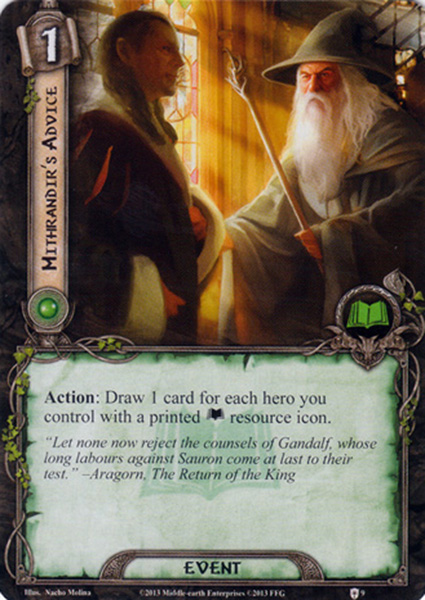 1
MITHRANDIR'S ADVICE
Action: Draw 1 card for each hero you
control with a printed resource icon.
"Let none now reject the counsels of Gandalf, whose
long labours against Sauron come at last to their
test." –Aragorn, The Return of the King
EVENT
Illus. Nacho Molina ©2013 Middle-earth Enterprises ©2013 FFG 9